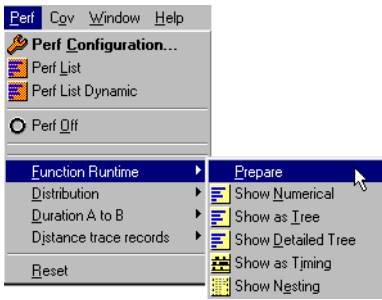 Perf Cov Window Help
Perf Configuration...
Perf List
Perf List Dynamic
Perf Off
Function Runtime
Prepare
Distribution
Show Numerical
Duration A to B
Show as Tree
Distance trace records
Show Detailed Tree
Show as Timing
Reset
Show Nesting